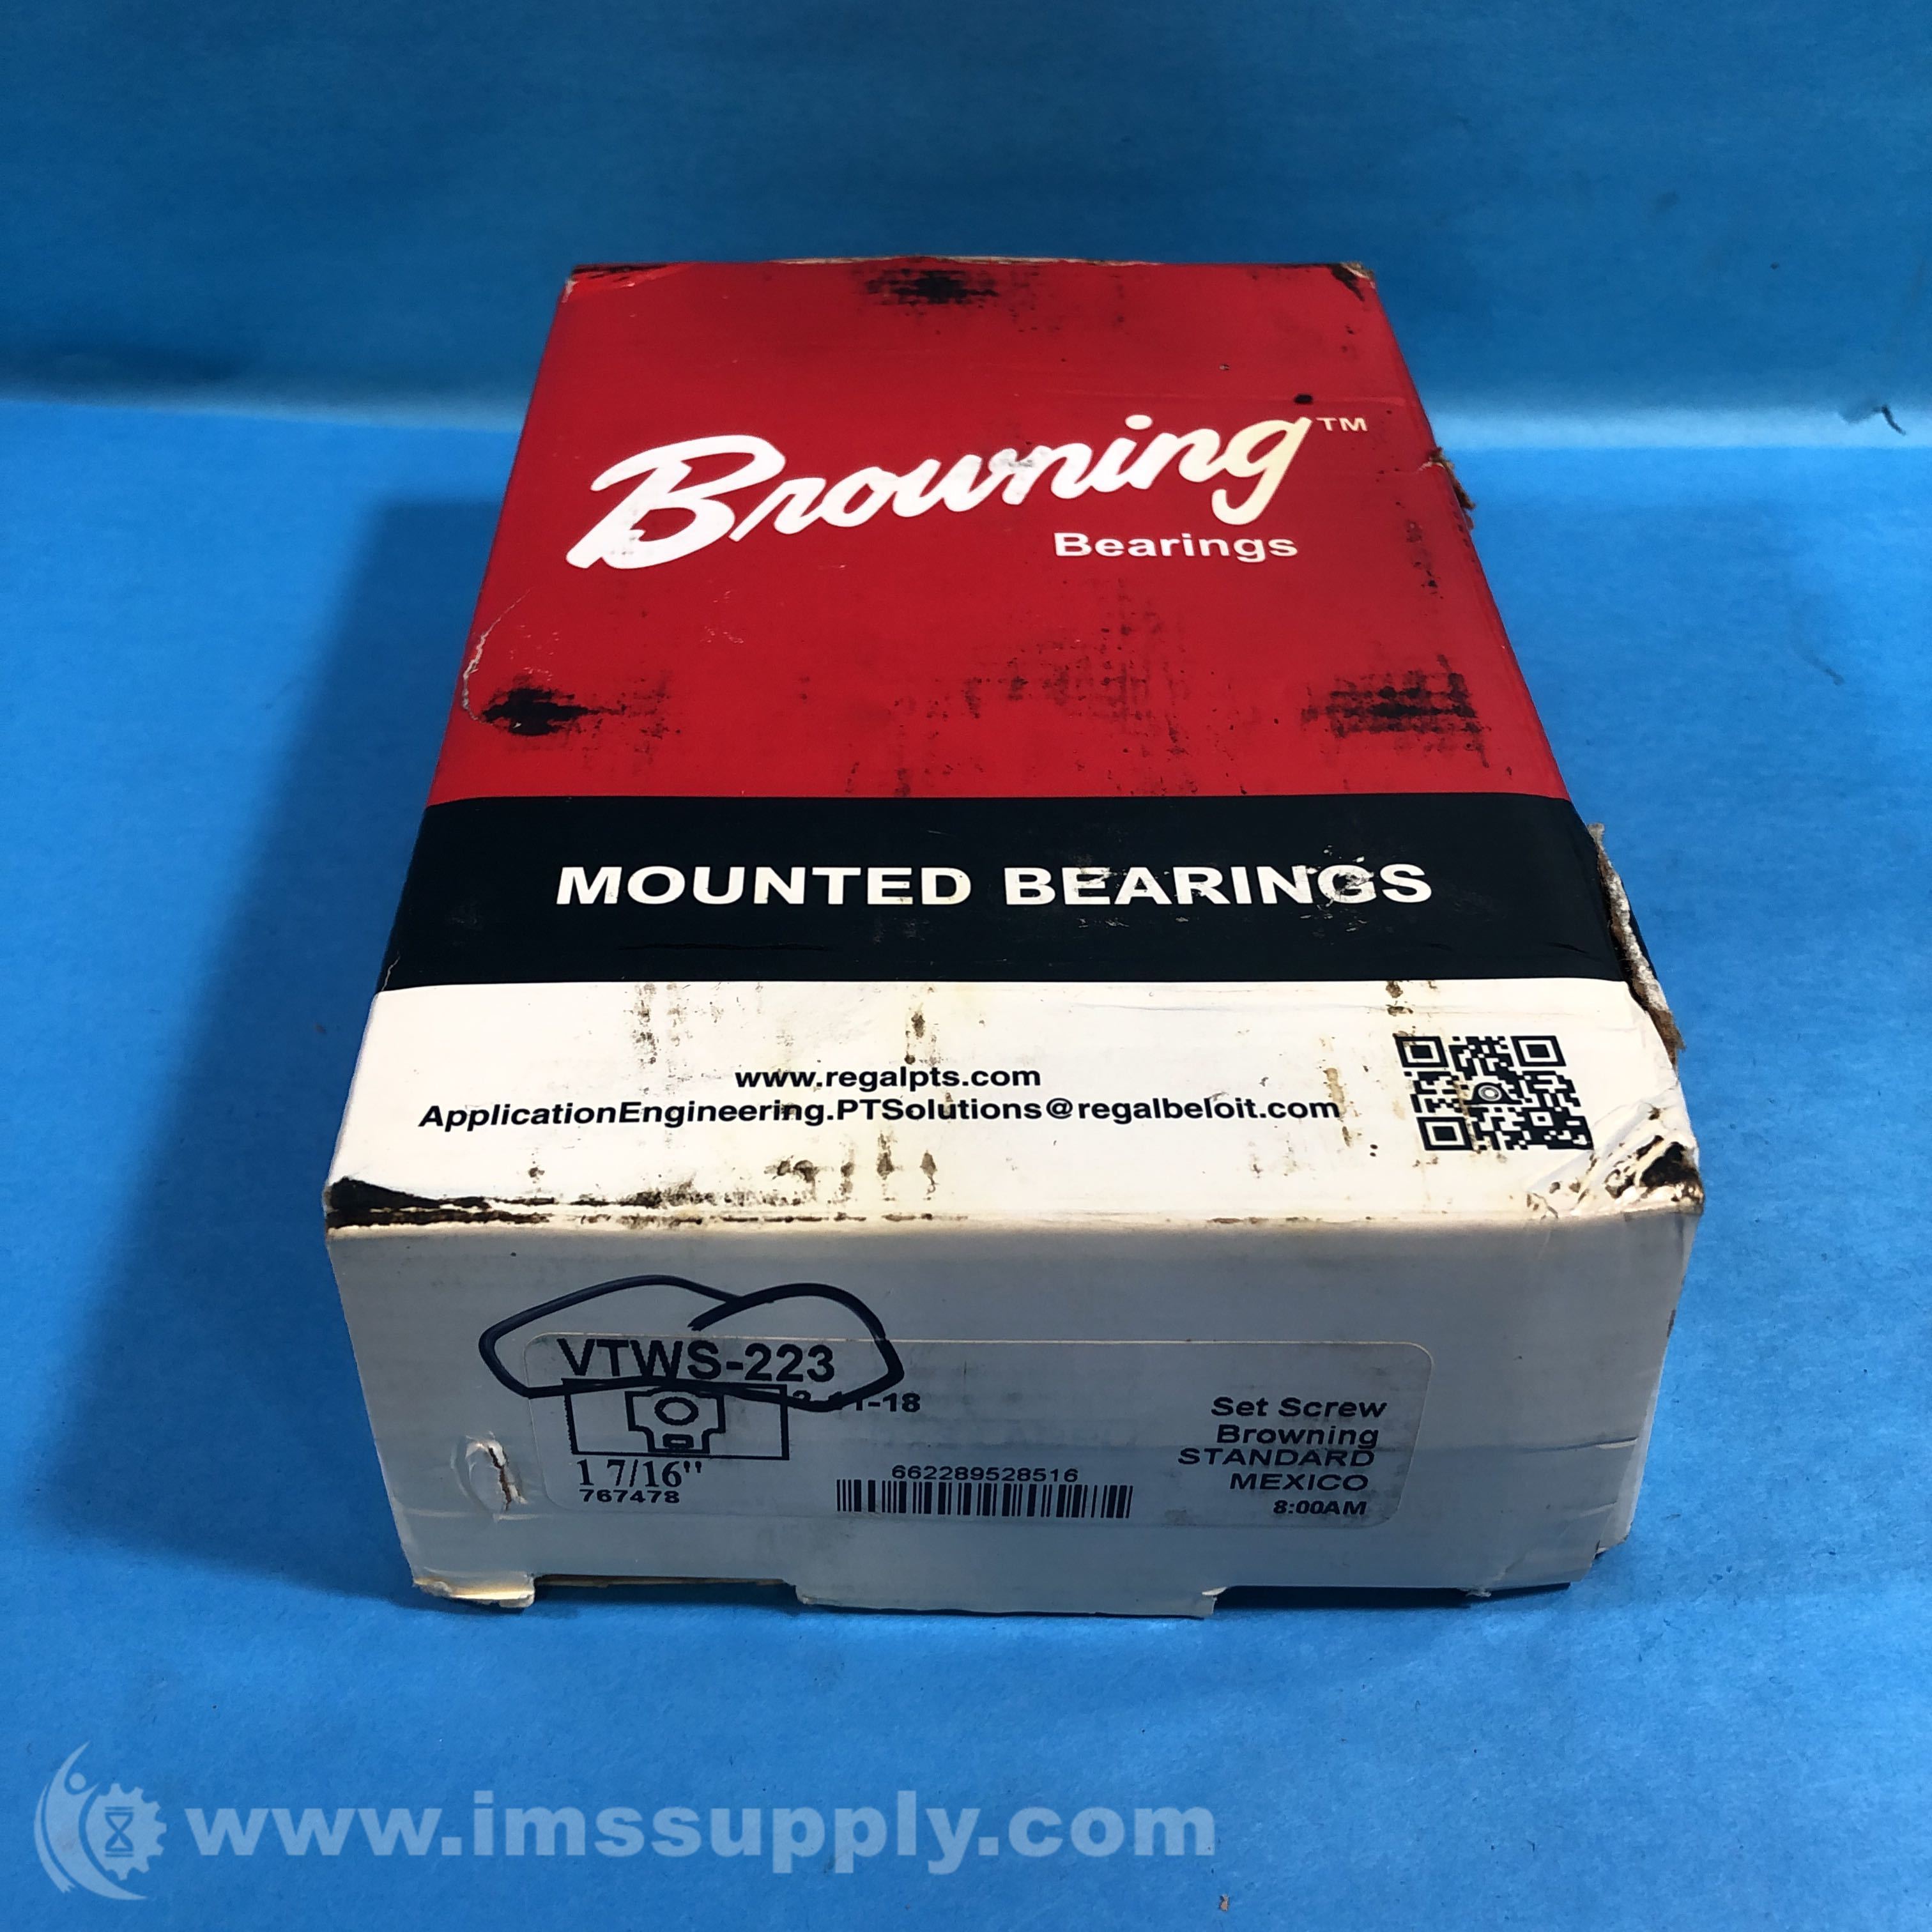 Browning™
Bearings
MOUNTED BEARINGS
www.regalpts.com
ApplicationEngineering.PTSolutions@regalbeloit.com
VTWS-223
1 7/16"
767478
662289528516
Set Screw
Browning
STANDARD
MEXICO
8:00AM
www.imssupply.com